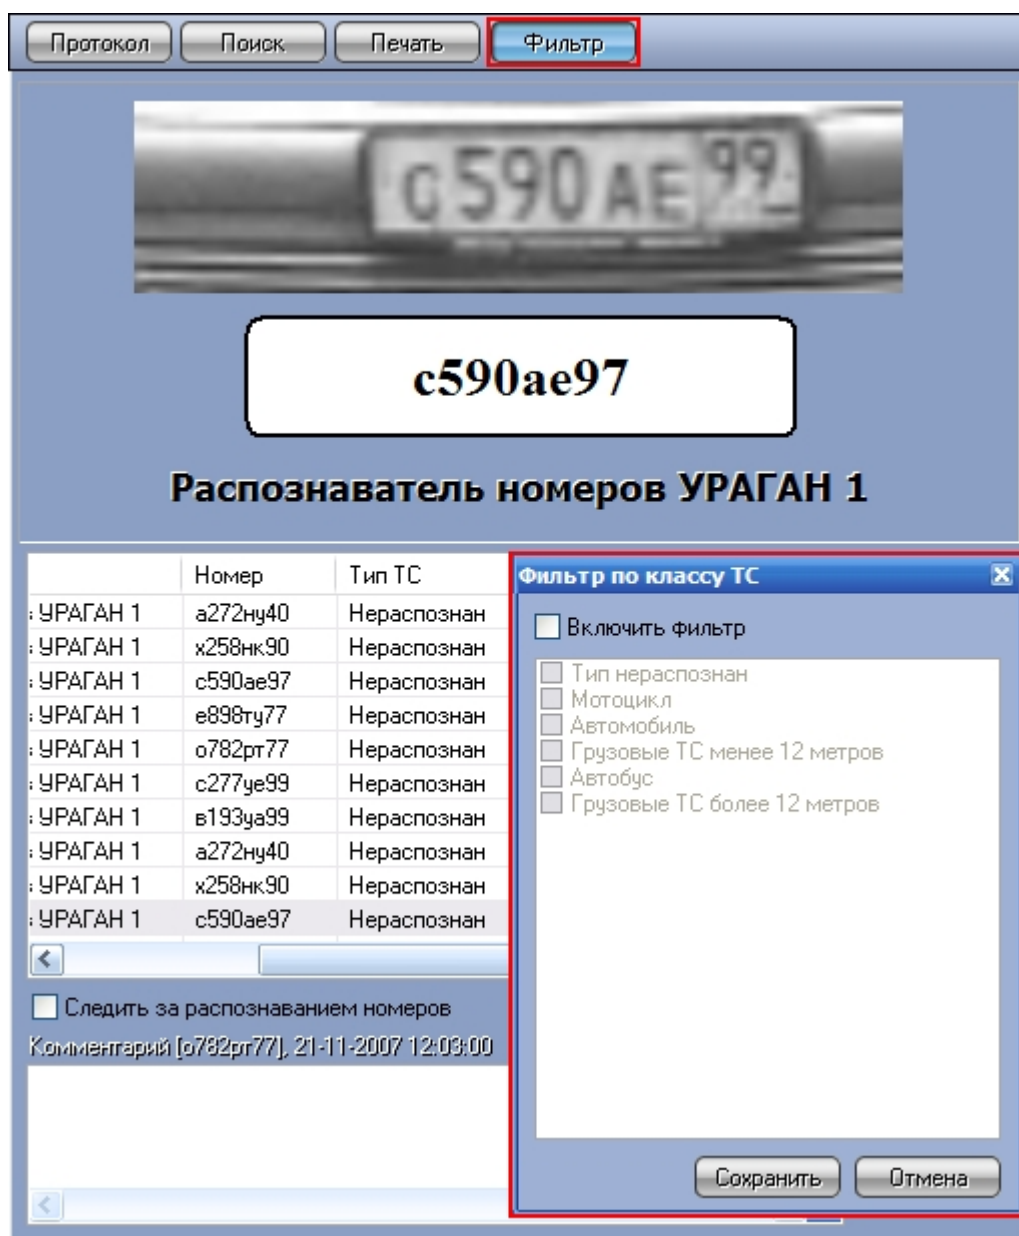 Протокол Поиск Печать Фильтр
С590АЕ 99
с590ае97
Распознаватель номеров УРАГАН 1
Номер Тип ТС
УРАГАН 1 а272ну40 Нераспознан
УРАГАН 1 х258нк90 Нераспознан
УРАГАН 1 с590ае97 Нераспознан
УРАГАН 1 е898ту77 Нераспознан
УРАГАН 1 о782рт77 Нераспознан
УРАГАН 1 с277уе99 Нераспознан
УРАГАН 1 в193уа99 Нераспознан
УРАГАН 1 а272ну40 Нераспознан
УРАГАН 1 х258нк90 Нераспознан
УРАГАН 1 с590ае97 Нераспознан
Следить за распознаванием номеров
Комментарий [о782рт77], 21-11-2007 12:03:00
Фильтр по классу ТС
Включить фильтр
Тип нераспознан
Мотоцикл
Автомобиль
Грузовые ТС менее 12 метров
Автобус
Грузовые ТС более 12 метров
Сохранить Отмена